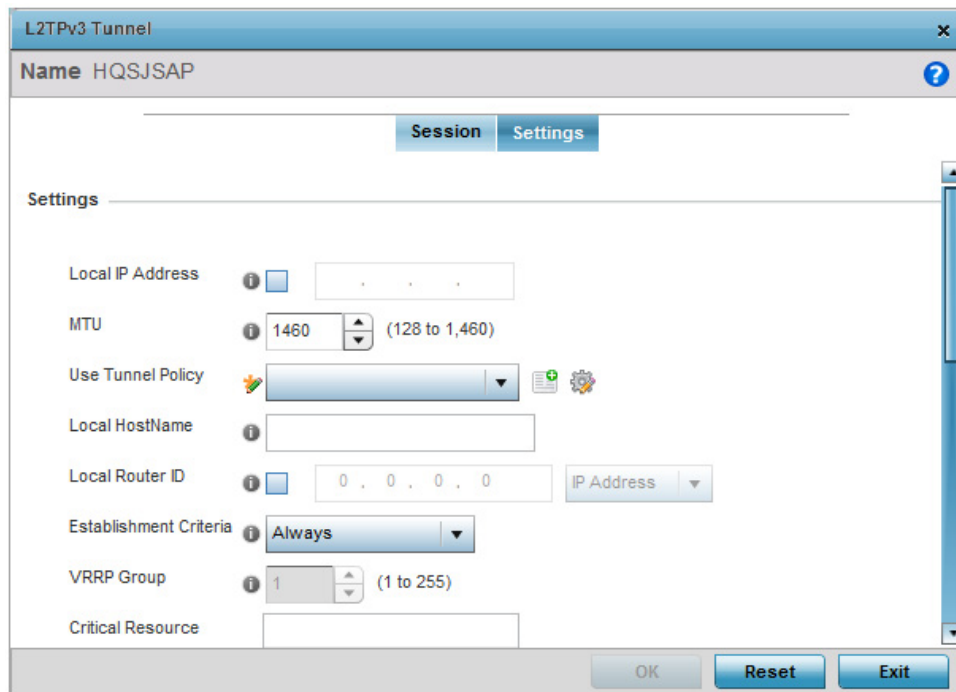 L2TPv3 Tunnel
Name HQSJSAP
Session Settings
Settings
Local IP Address . . .
MTU 1460 (128 to 1,460)
Use Tunnel Policy
Local HostName
Local Router ID 0 . 0 . 0 . 0 IP Address
Establishment Criteria Always
VRRP Group 1 (1 to 255)
Critical Resource
OK Reset Exit